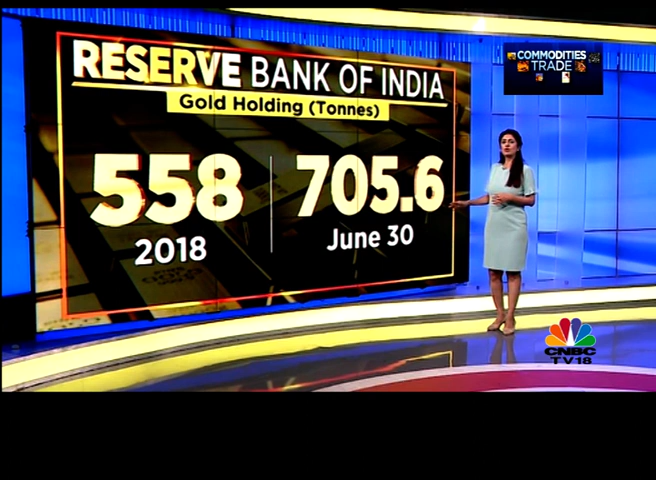 RESERVE BANK OF INDIA
Gold Holding (Tonnes)
558
2018
705.6
June 30
COMMODITIES
TRADE
CNBC
TV18